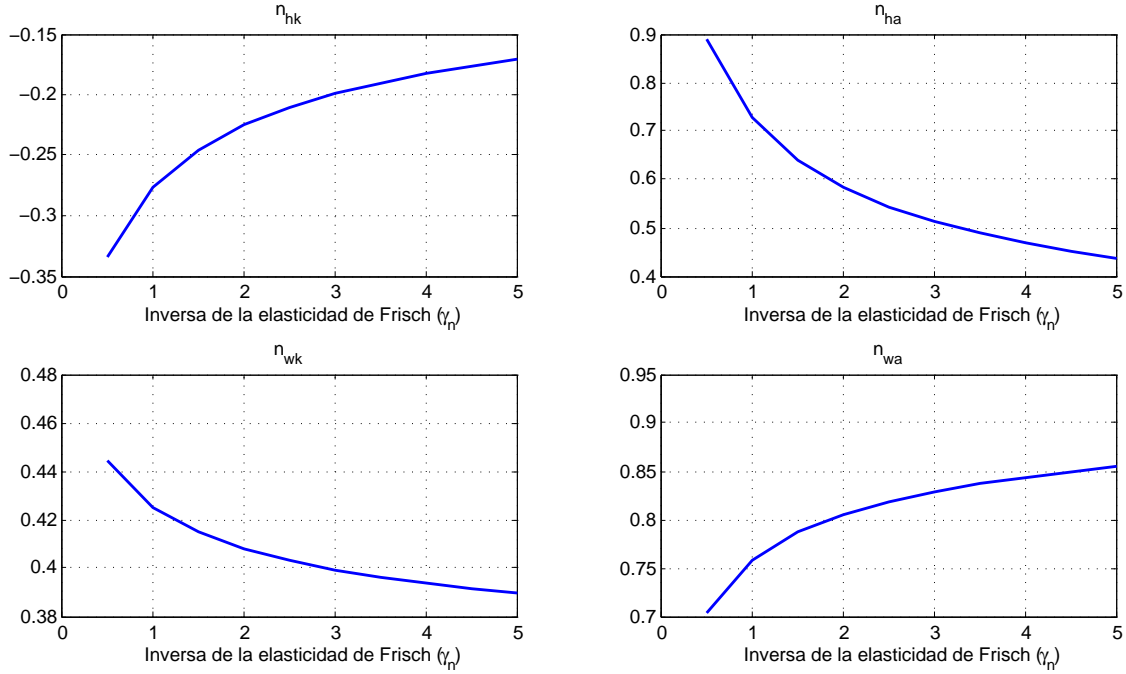 n_hk
−0.15
−0.2
−0.25
−0.3
−0.35
0 1 2 3 4 5
Inversa de la elasticidad de Frisch (γ_n)
n_ha
0.9
0.8
0.7
0.6
0.5
0.4
0 1 2 3 4 5
Inversa de la elasticidad de Frisch (γ_n)
n_wk
0.48
0.46
0.44
0.42
0.4
0.38
0 1 2 3 4 5
Inversa de la elasticidad de Frisch (γ_n)
n_wa
0.95
0.9
0.85
0.8
0.75
0.7
0 1 2 3 4 5
Inversa de la elasticidad de Frisch (γ_n)